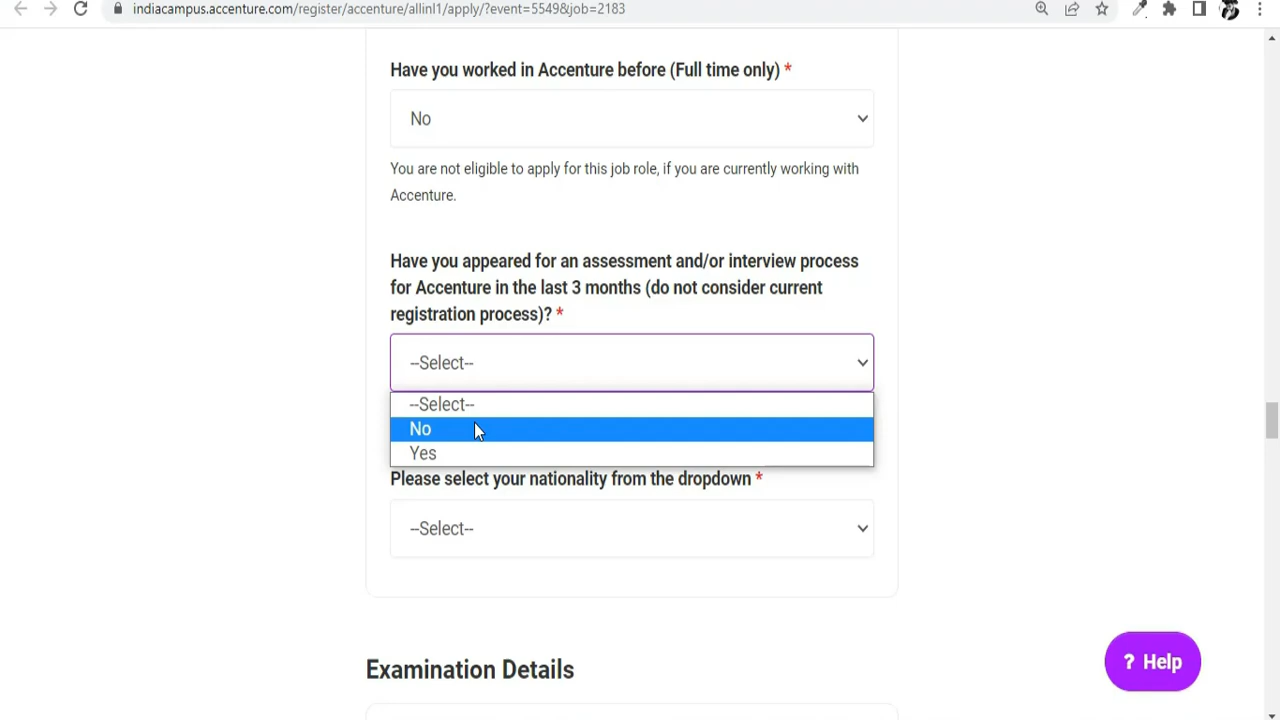 indiacampus.accenture.com/register/accenture/allinl1/apply/?event=5549&job=2183
Have you worked in Accenture before (Full time only) *
No
You are not eligible to apply for this job role, if you are currently working with
Accenture.
Have you appeared for an assessment and/or interview process
for Accenture in the last 3 months (do not consider current
registration process)? *
--Select--
--Select--
No
Yes
Please select your nationality from the dropdown *
--Select--
Examination Details
? Help